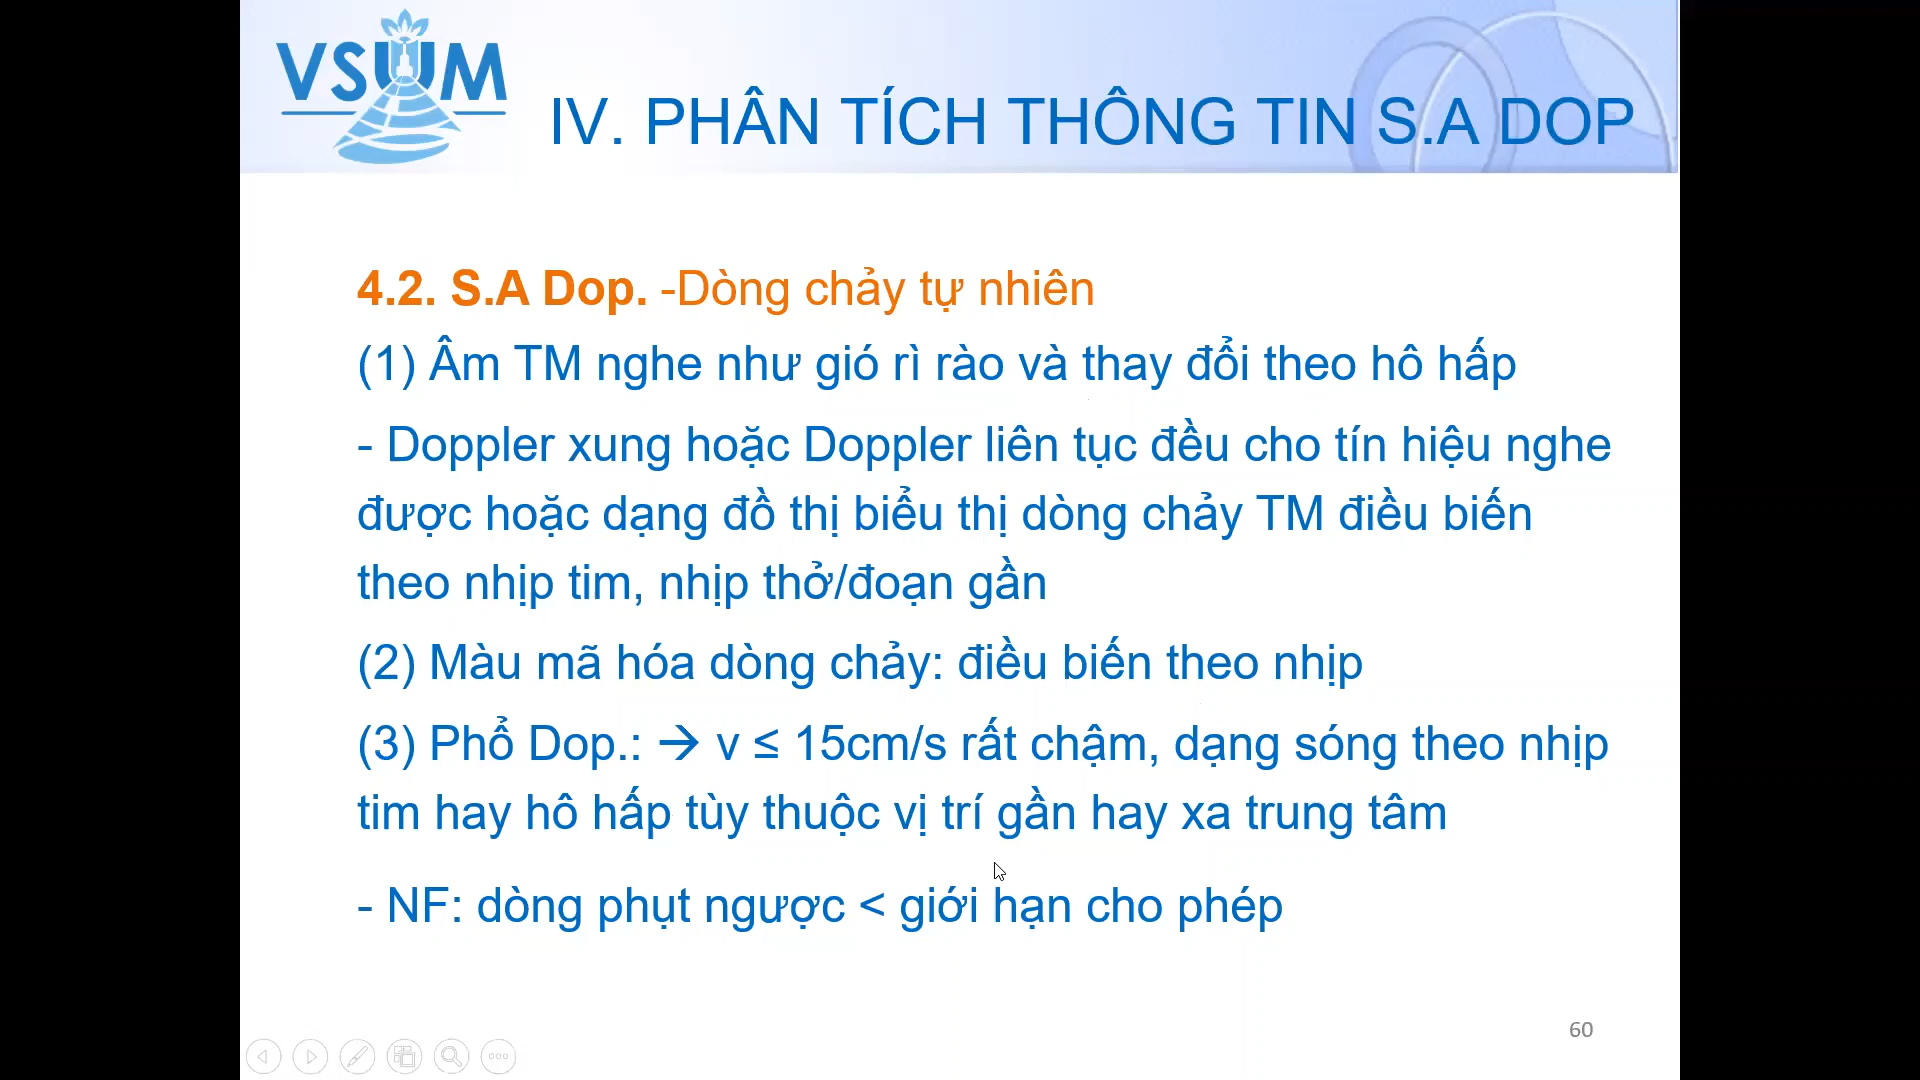 VSUM
IV. PHÂN TÍCH THÔNG TIN S.A DOP
4.2. S.A Dop. -Dòng chảy tự nhiên
(1) Âm TM nghe như gió rì rào và thay đổi theo hô hấp
- Doppler xung hoặc Doppler liên tục đều cho tín hiệu nghe
được hoặc dạng đồ thị biểu thị dòng chảy TM điều biến
theo nhịp tim, nhịp thở/đoạn gần
(2) Màu mã hóa dòng chảy: điều biến theo nhịp
(3) Phổ Dop.: → v ≤ 15cm/s rất chậm, dạng sóng theo nhịp
tim hay hô hấp tùy thuộc vị trí gần hay xa trung tâm
- NF: dòng phụt ngược < giới hạn cho phép
60